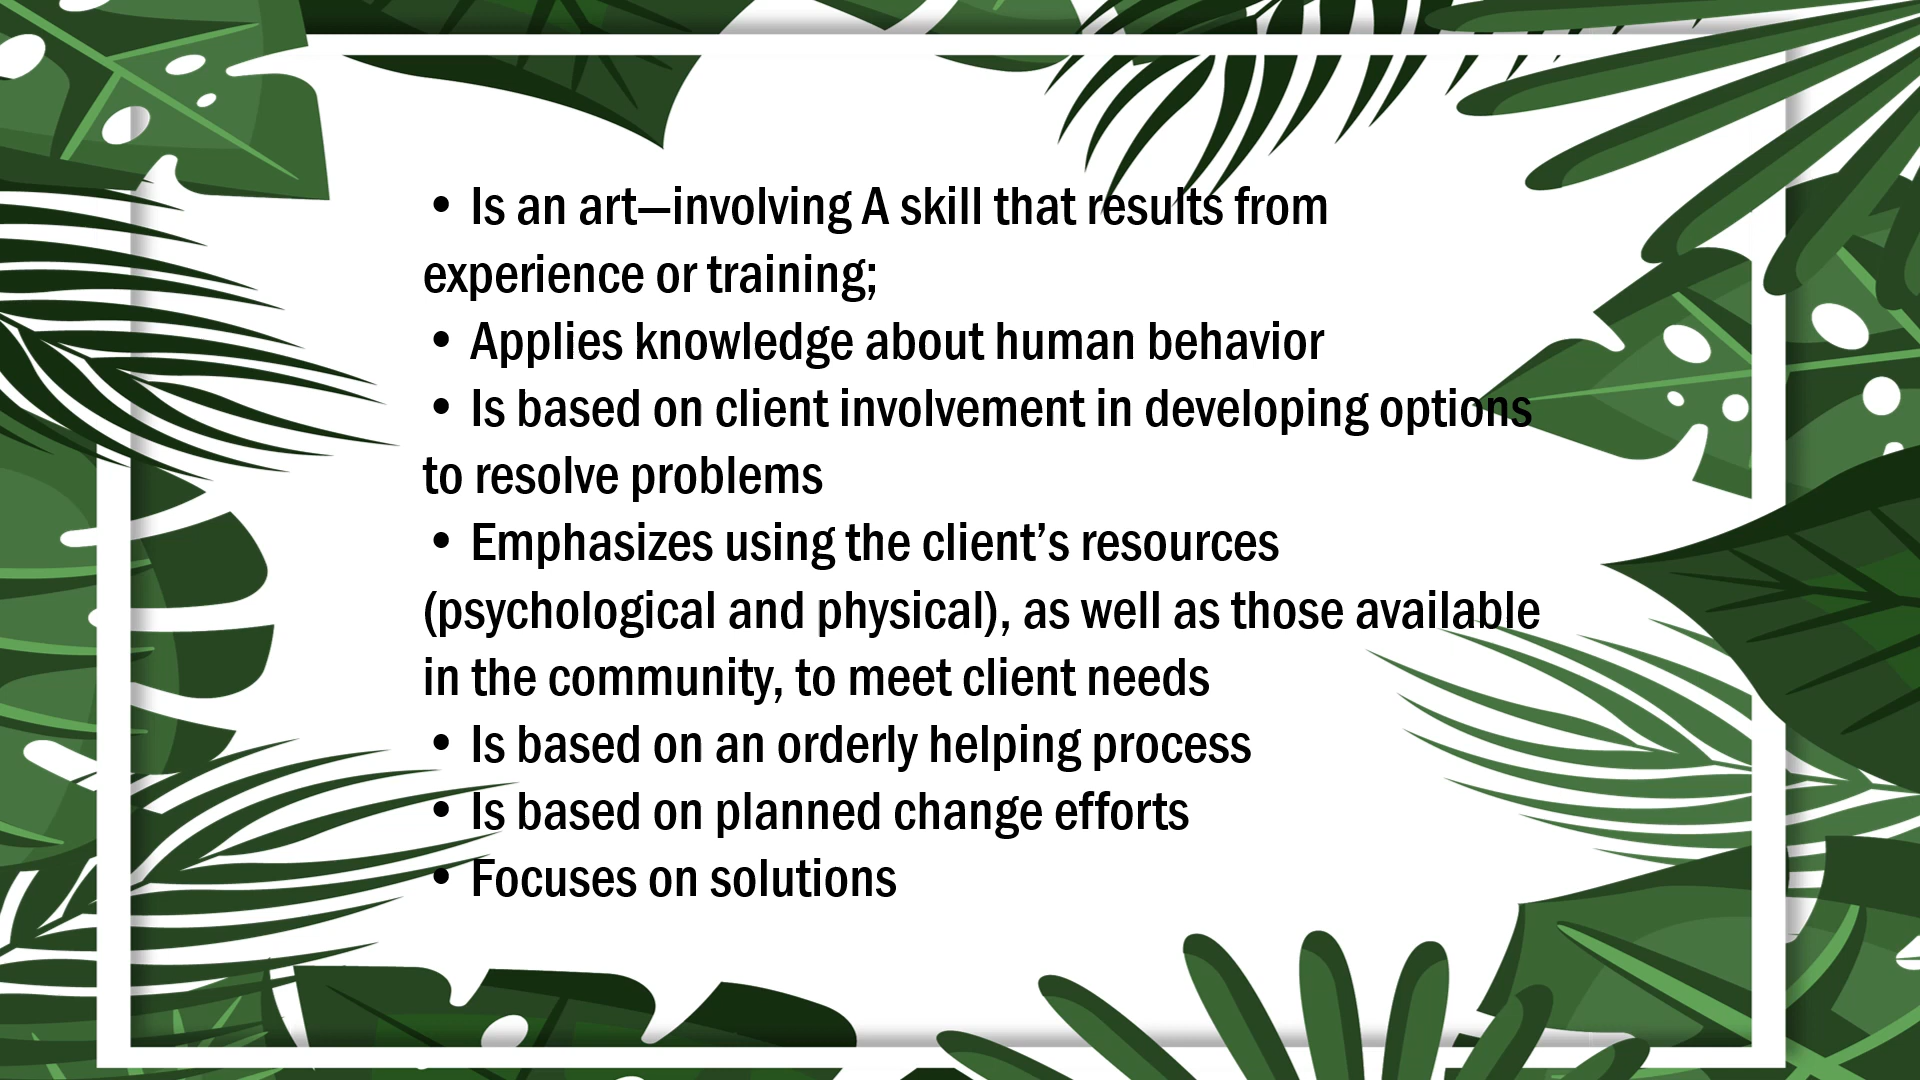 • Is an art—involving A skill that results from
experience or training;
• Applies knowledge about human behavior
• Is based on client involvement in developing options
to resolve problems
• Emphasizes using the client’s resources
(psychological and physical), as well as those available
in the community, to meet client needs
• Is based on an orderly helping process
• Is based on planned change efforts
• Focuses on solutions